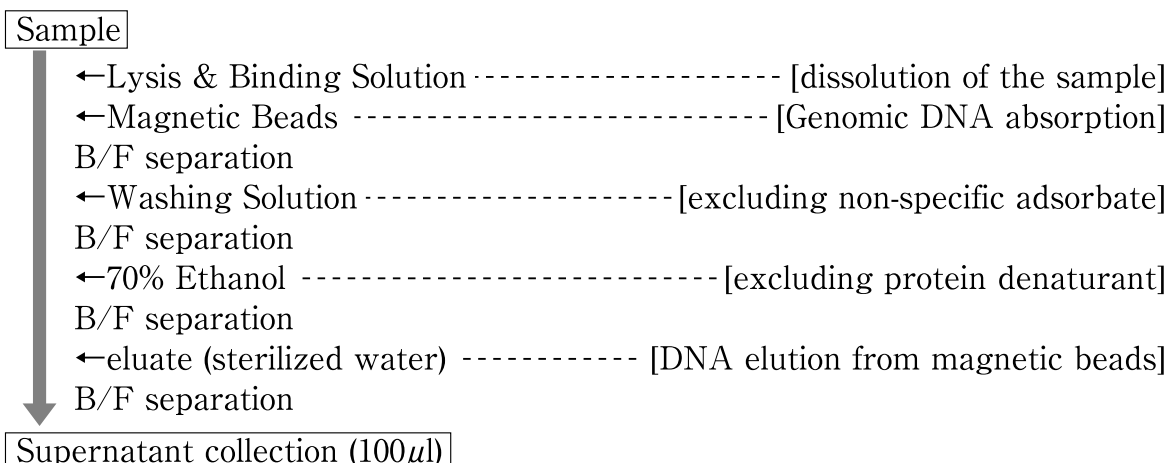 Sample
←Lysis & Binding Solution --------------------- [dissolution of the sample]
←Magnetic Beads ---------------------------- [Genomic DNA absorption]
B/F separation
←Washing Solution --------------------- [excluding non-specific adsorbate]
B/F separation
←70% Ethanol ---------------------------- [excluding protein denaturant]
B/F separation
←eluate (sterilized water) ------------ [DNA elution from magnetic beads]
B/F separation
Supernatant collection (100μl)